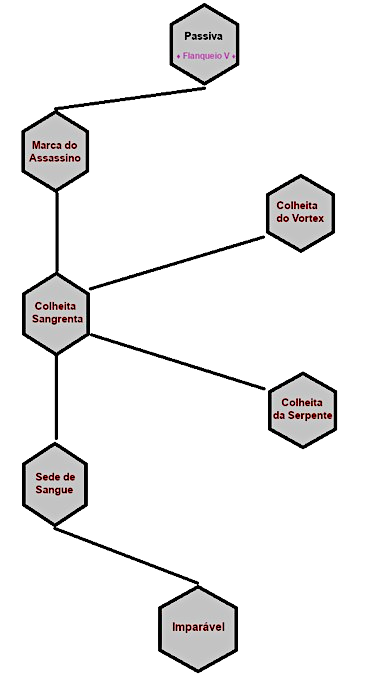 Passiva
♦ Flanqueio V ♦
Marca do
Assassino
Colheita
do Vortex
Colheita
Sangrenta
Colheita
da Serpente
Sede de
Sangue
Imparável